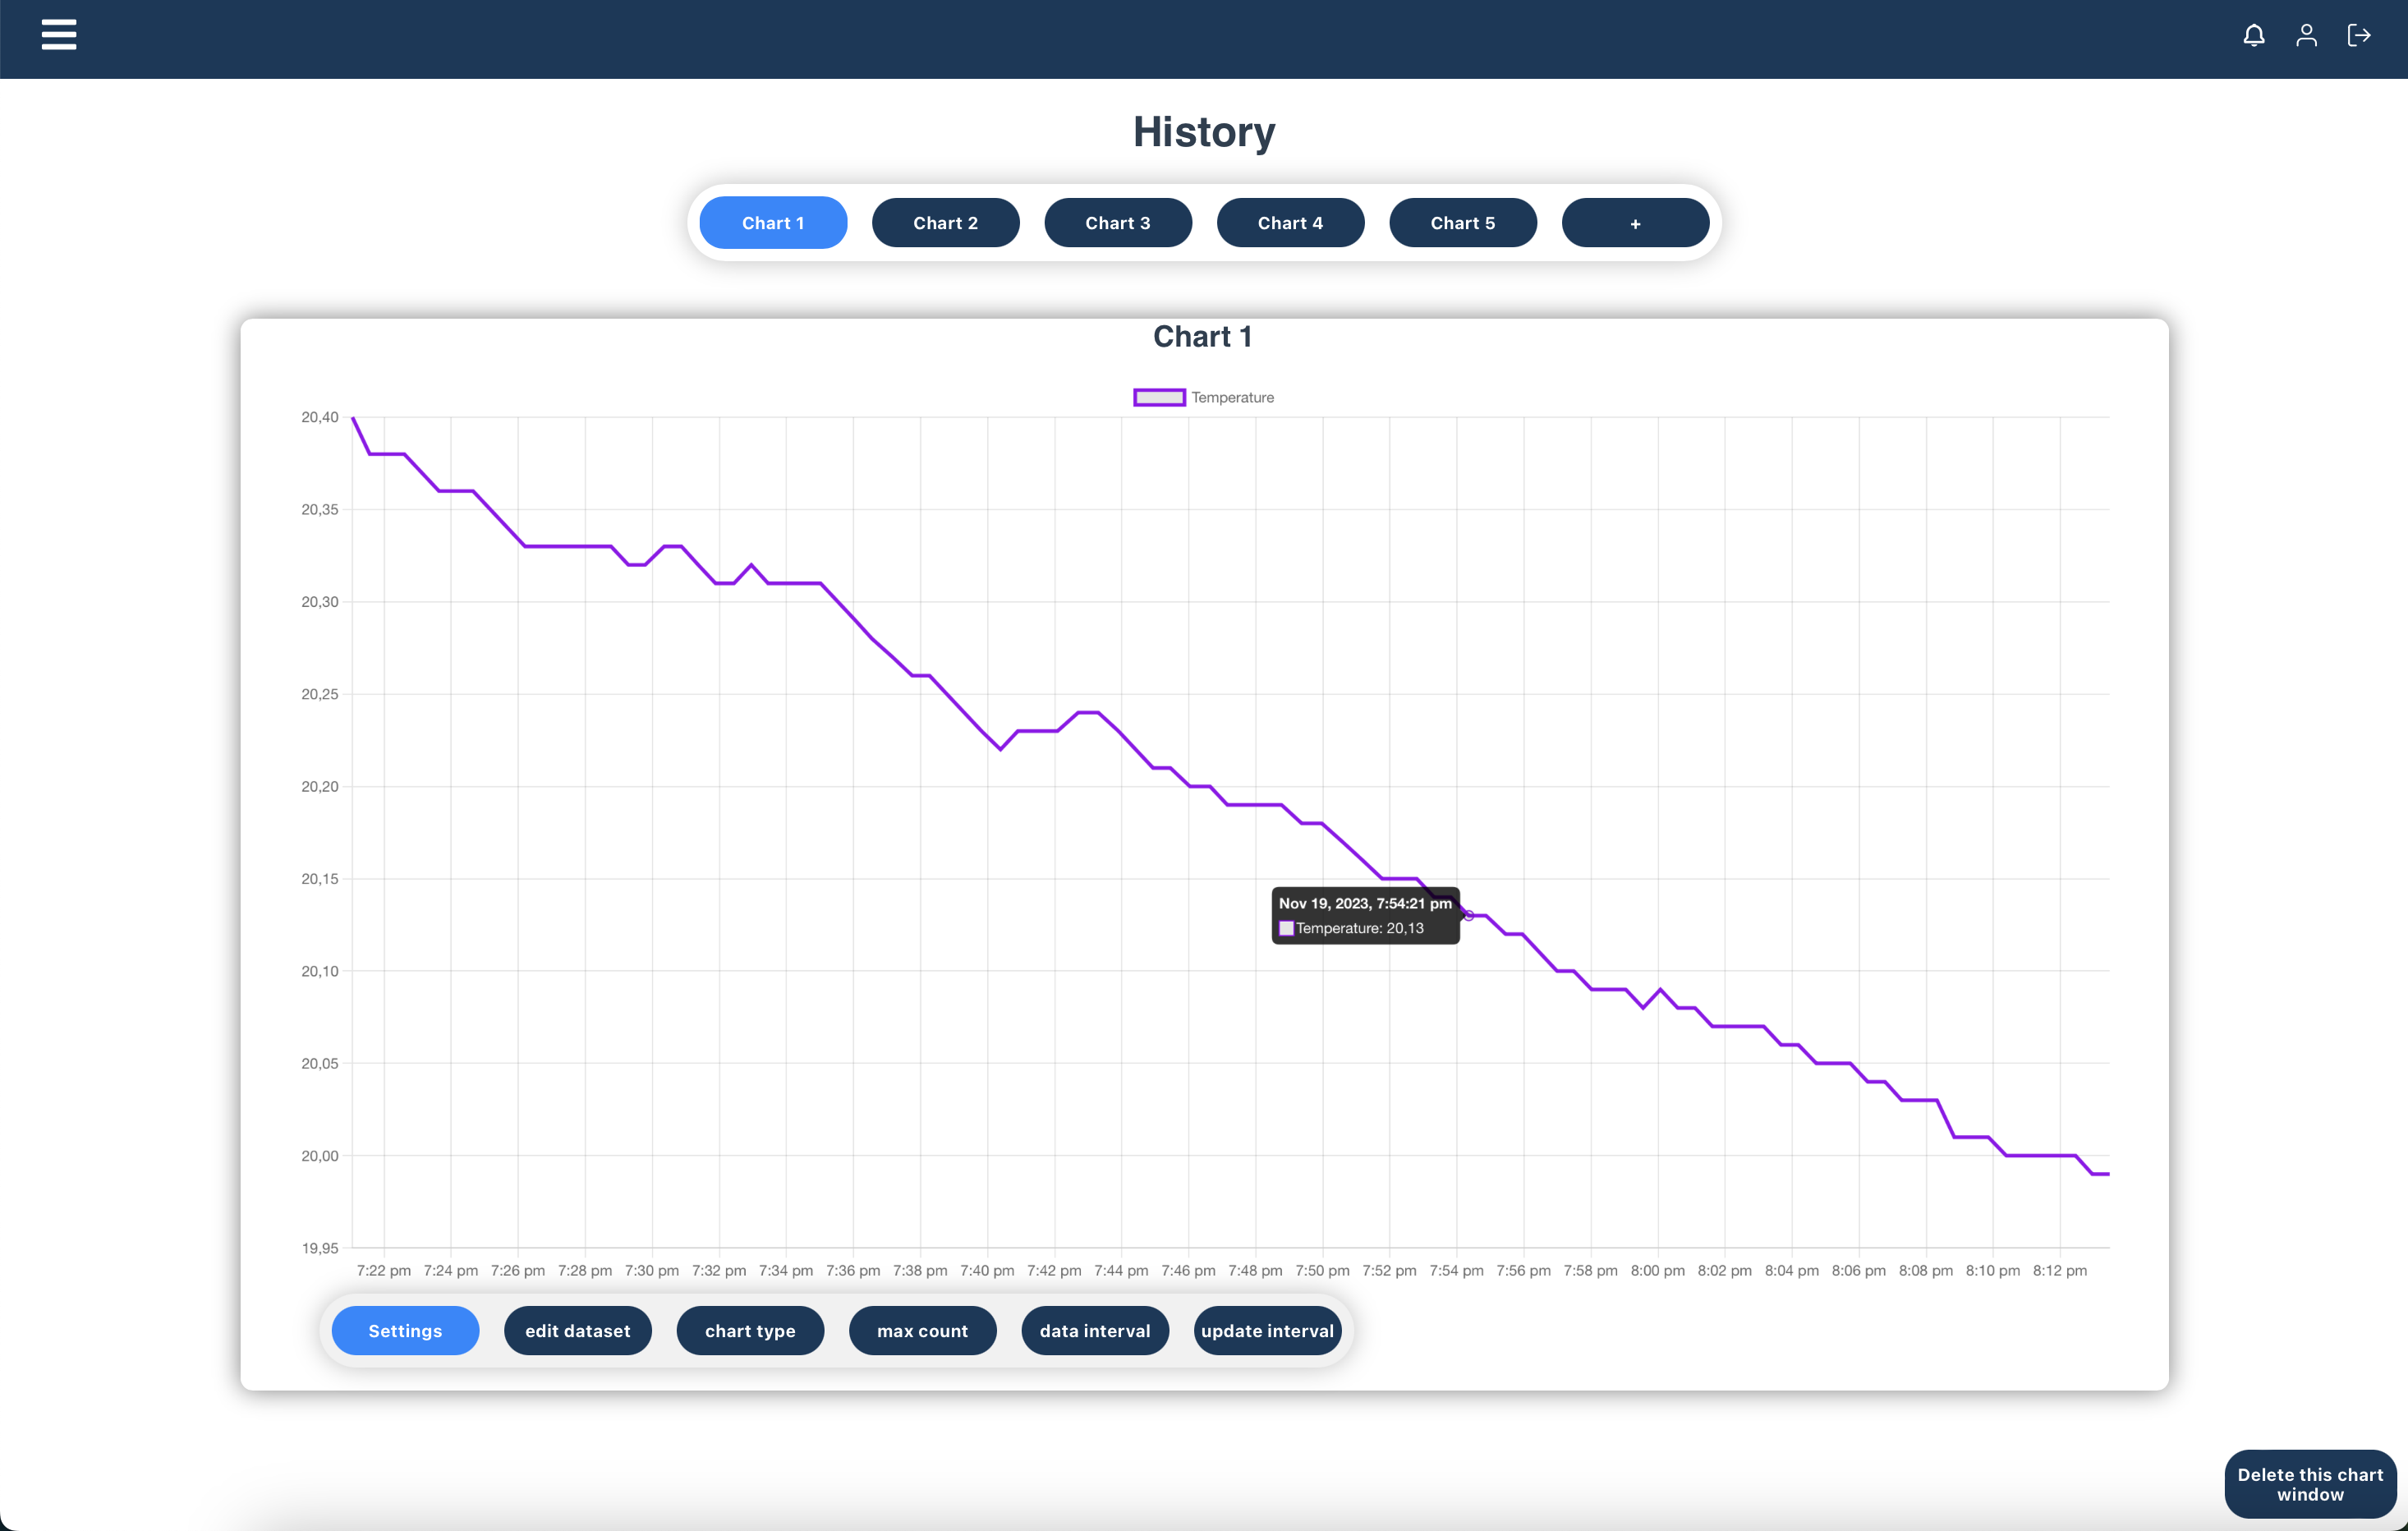 History
Chart 1
Chart 2
Chart 3
Chart 4
Chart 5
+
Chart 1
Temperature
20,40
20,35
20,30
20,25
20,20
20,15
20,10
20,05
20,00
19,95
Nov 19, 2023, 7:54:21 pm
Temperature: 20,13
7:22 pm 7:24 pm 7:26 pm 7:28 pm 7:30 pm 7:32 pm 7:34 pm 7:36 pm 7:38 pm 7:40 pm 7:42 pm 7:44 pm 7:46 pm 7:48 pm 7:50 pm 7:52 pm 7:54 pm 7:56 pm 7:58 pm 8:00 pm 8:02 pm 8:04 pm 8:06 pm 8:08 pm 8:10 pm 8:12 pm
Settings
edit dataset
chart type
max count
data interval
update interval
Delete this chart
window